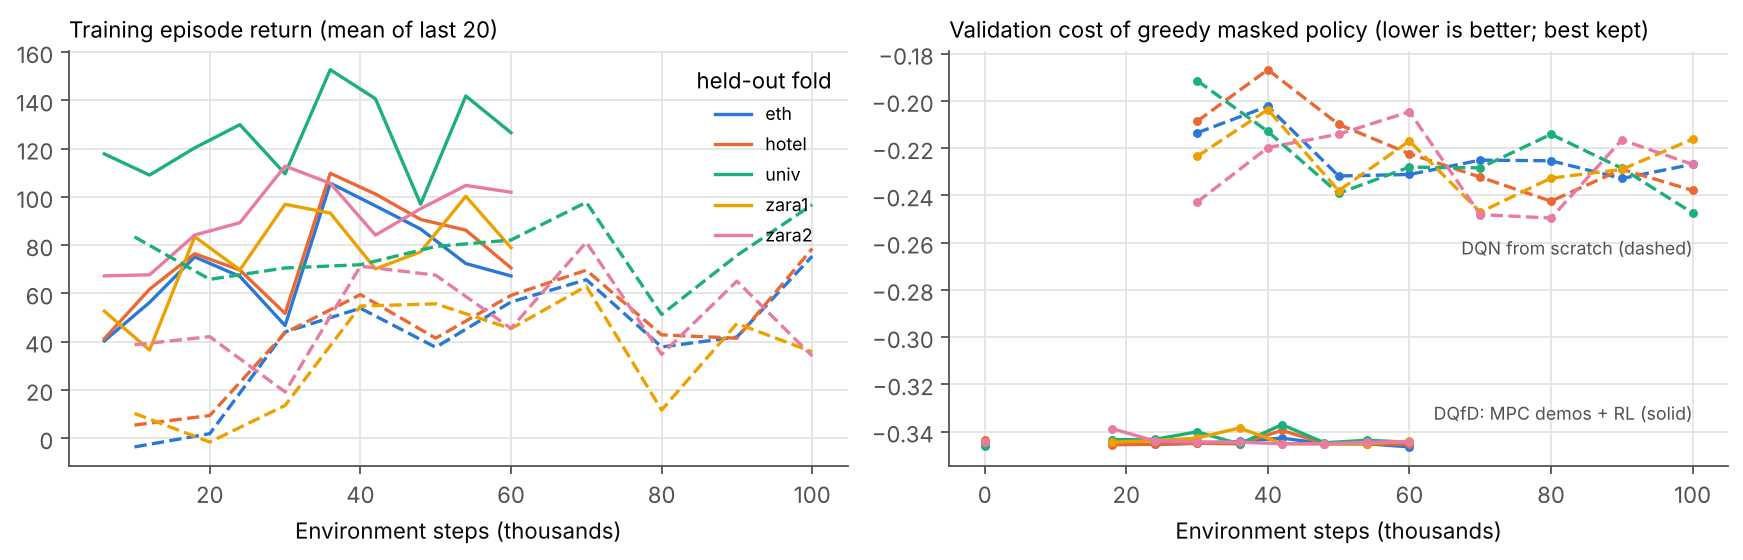 Training episode return (mean of last 20)
160
140
120
100
80
60
40
20
0
held-out fold
eth
hotel
univ
zara1
zara2
20
40
60
80
100
Environment steps (thousands)
Validation cost of greedy masked policy (lower is better; best kept)
−0.18
−0.20
−0.22
−0.24
−0.26
−0.28
−0.30
−0.32
−0.34
DQN from scratch (dashed)
DQfD: MPC demos + RL (solid)
0
20
40
60
80
100
Environment steps (thousands)